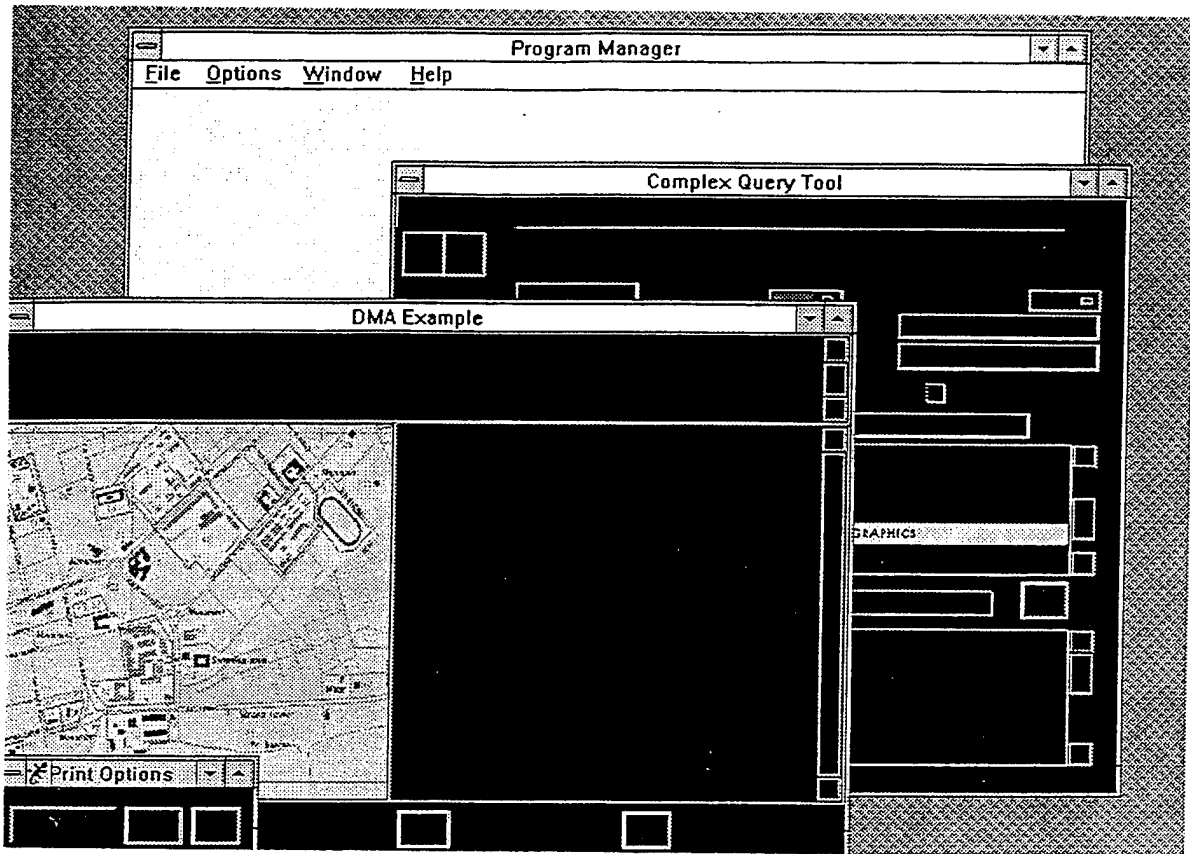 Program Manager
File Options Window Help
Complex Query Tool
DMA Example
GRAPHICS
Print Options